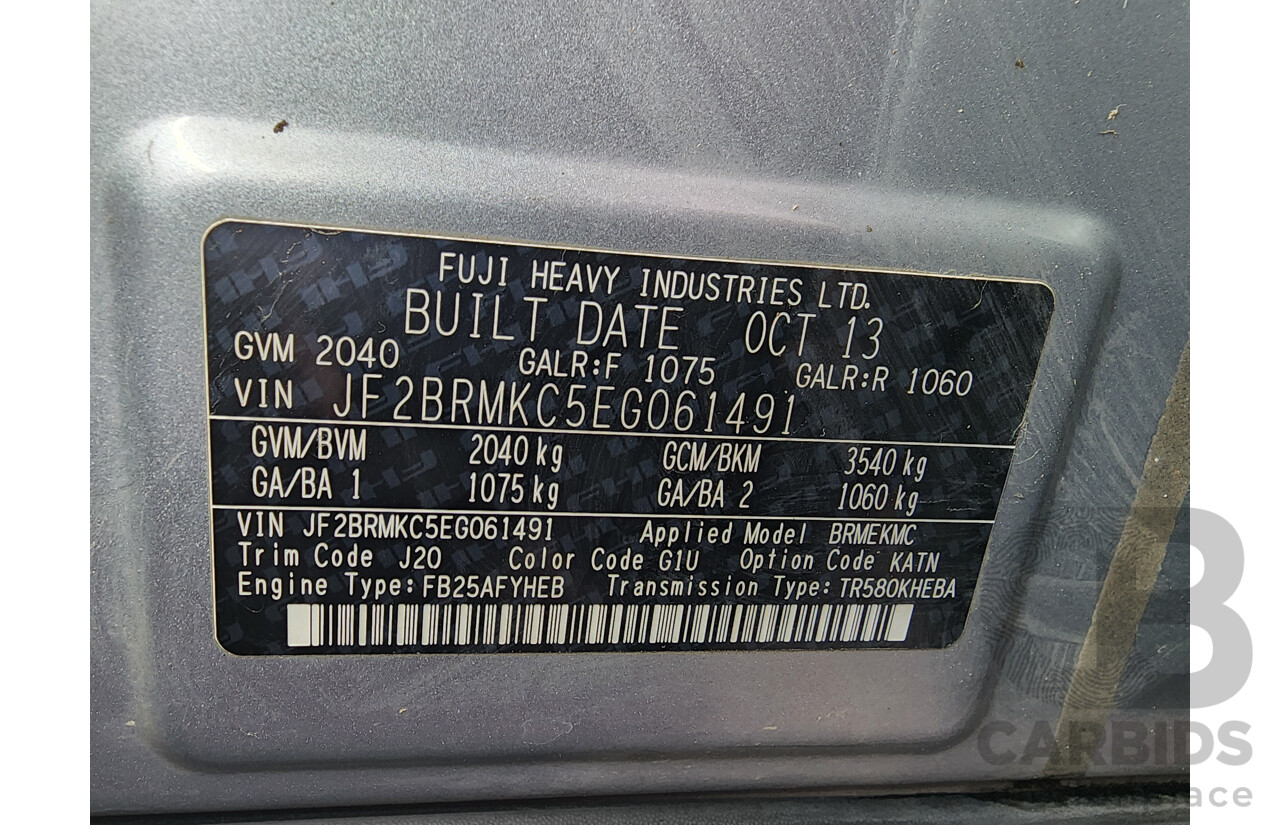 FUJI HEAVY INDUSTRIES LTD.
BUILT DATE OCT 13
GVM 2040 GALR:F 1075 GALR:R 1060
VIN JF2BRMKC5EG061491
GVM/BVM 2040 kg GCM/BKM 3540 kg
GA/BA 1 1075 kg GA/BA 2 1060 kg
VIN JF2BRMKC5EG061491 Applied Model BRMEKMC
Trim Code J20 Color Code G1U Option Code KATN
Engine Type:FB25AFYHEB Transmission Type:TR580KHEBA
B
CARBIDS